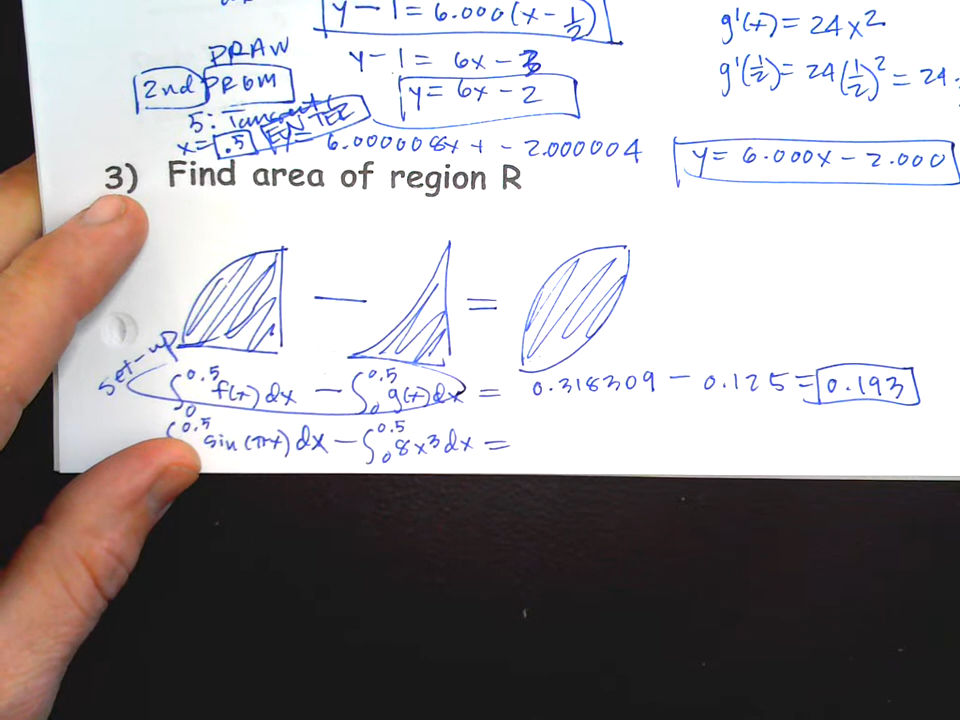 y - 1 = 6.000(x - 1/2)
g'(x) = 24x²
DRAW
y - 1 = 6x - 3
g'(1/2) = 24(1/2)² = 24
2nd PRGM
y = 6x - 2
5: Tangent(
x = .5 ENTER
6.0000008x + - 2.000004
y = 6.000x - 2.000
3) Find area of region R
— =
set-up
∫₀^0.5 f(x) dx - ∫₀^0.5 g(x) dx = 0.318309 - 0.125 = 0.193
∫₀^0.5 sin(πx) dx - ∫₀^0.5 8x³ dx =